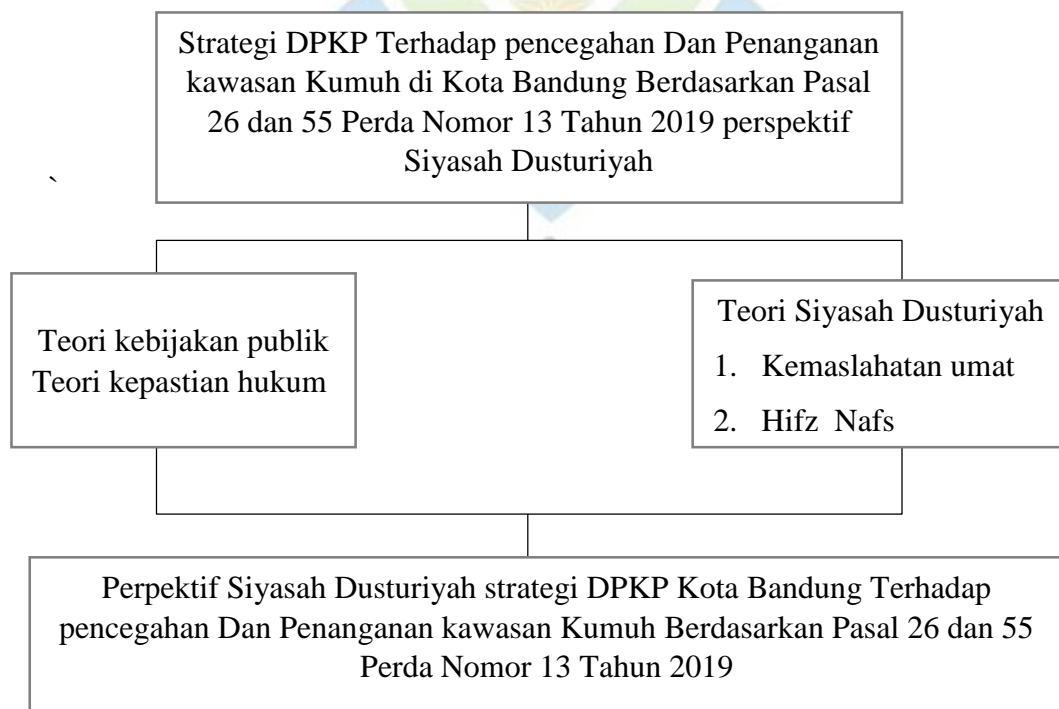 Strategi DPKP Terhadap pencegahan Dan Penanganan
kawasan Kumuh di Kota Bandung Berdasarkan Pasal
26 dan 55 Perda Nomor 13 Tahun 2019 perspektif
Siyasah Dusturiyah
`
Teori kebijakan publik
Teori kepastian hukum
Teori Siyasah Dusturiyah
1. Kemaslahatan umat
2. Hifz Nafs
Perpektif Siyasah Dusturiyah strategi DPKP Kota Bandung Terhadap
pencegahan Dan Penanganan kawasan Kumuh Berdasarkan Pasal 26 dan 55
Perda Nomor 13 Tahun 2019